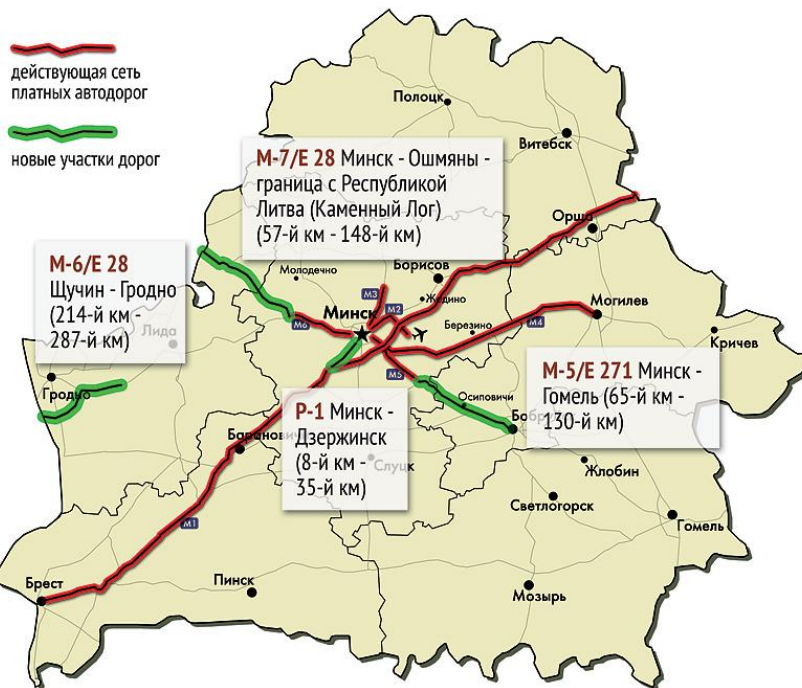 действующая сеть
платных автодорог
новые участки дорог
Полоцк
Витебск
М-7/Е 28 Минск - Ошмяны -
граница с Республикой
Литва (Каменный Лог)
(57-й км - 148-й км)
Орша
М-6/Е 28
Щучин - Гродно
(214-й км -
287-й км)
Молодечно
Борисов
М3
Жодино
М2
Минск
М6
Лида
Березино
М4
Могилев
Кричев
М5
Гродно
М-5/Е 271 Минск -
Гомель (65-й км -
130-й км)
Р-1 Минск -
Дзержинск
(8-й км -
35-й км)
Осиповичи
Слуцк
Жлобин
Светлогорск
Гомель
М1
Брест
Пинск
Мозырь